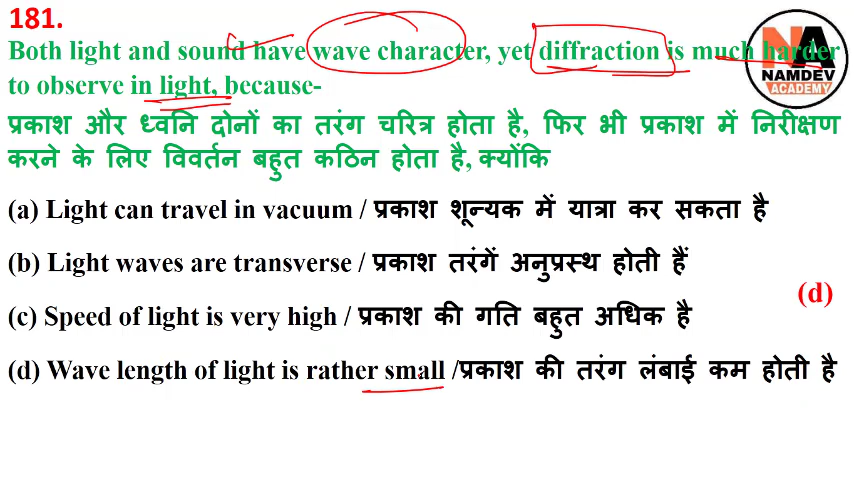 181.
Both light and sound have wave character, yet diffraction is much harder
to observe in light, because-
प्रकाश और ध्वनि दोनों का तरंग चरित्र होता है, फिर भी प्रकाश में निरीक्षण
करने के लिए विवर्तन बहुत कठिन होता है, क्योंकि
(a) Light can travel in vacuum / प्रकाश शून्यक में यात्रा कर सकता है
(b) Light waves are transverse / प्रकाश तरंगें अनुप्रस्थ होती हैं
(c) Speed of light is very high / प्रकाश की गति बहुत अधिक है
(d) Wave length of light is rather small /प्रकाश की तरंग लंबाई कम होती है
(d)
NA
NAMDEV
ACADEMY